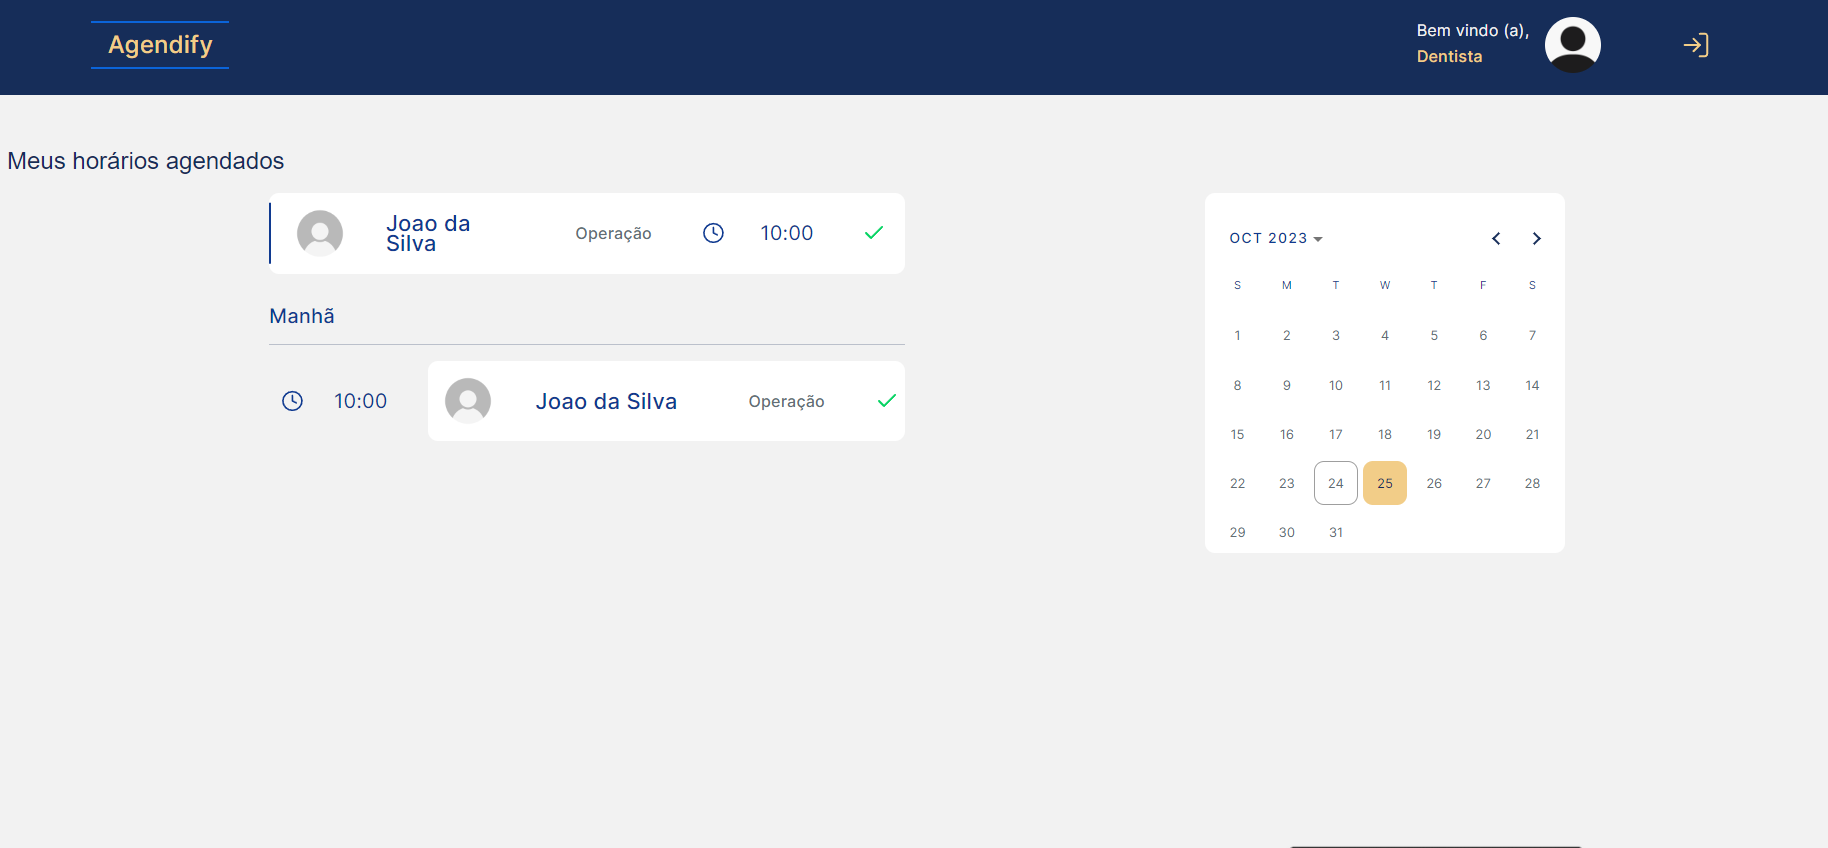 Agendify
Bem vindo (a),
Dentista
Meus horários agendados
Joao da
Silva
Operação
10:00
Manhã
10:00
Joao da Silva
Operação
OCT 2023
S M T W T F S
1 2 3 4 5 6 7
8 9 10 11 12 13 14
15 16 17 18 19 20 21
22 23 24 25 26 27 28
29 30 31